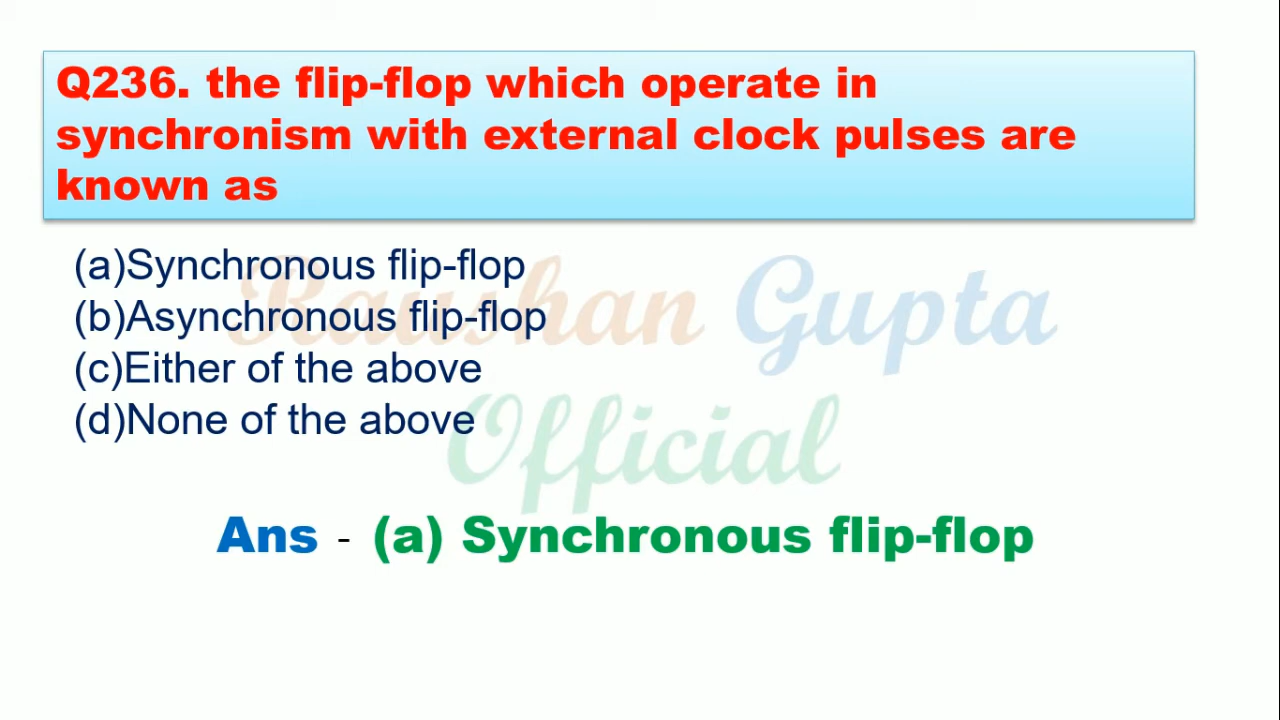 Q236. the flip-flop which operate in
synchronism with external clock pulses are
known as
(a)Synchronous flip-flop
(b)Asynchronous flip-flop
(c)Either of the above
(d)None of the above
Raushan Gupta
Official
Ans - (a) Synchronous flip-flop